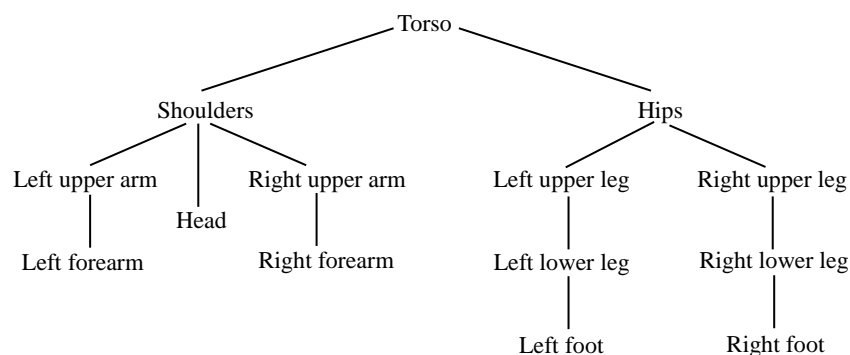 Torso
Shoulders
Hips
Left upper arm
Right upper arm
Left upper leg
Right upper leg
Head
Left forearm
Right forearm
Left lower leg
Right lower leg
Left foot
Right foot